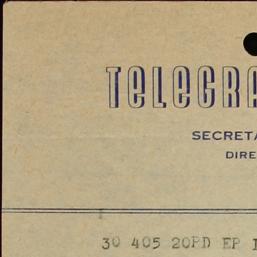 TELEGRA
SECRETA
DIRE
30 405 20PD EP